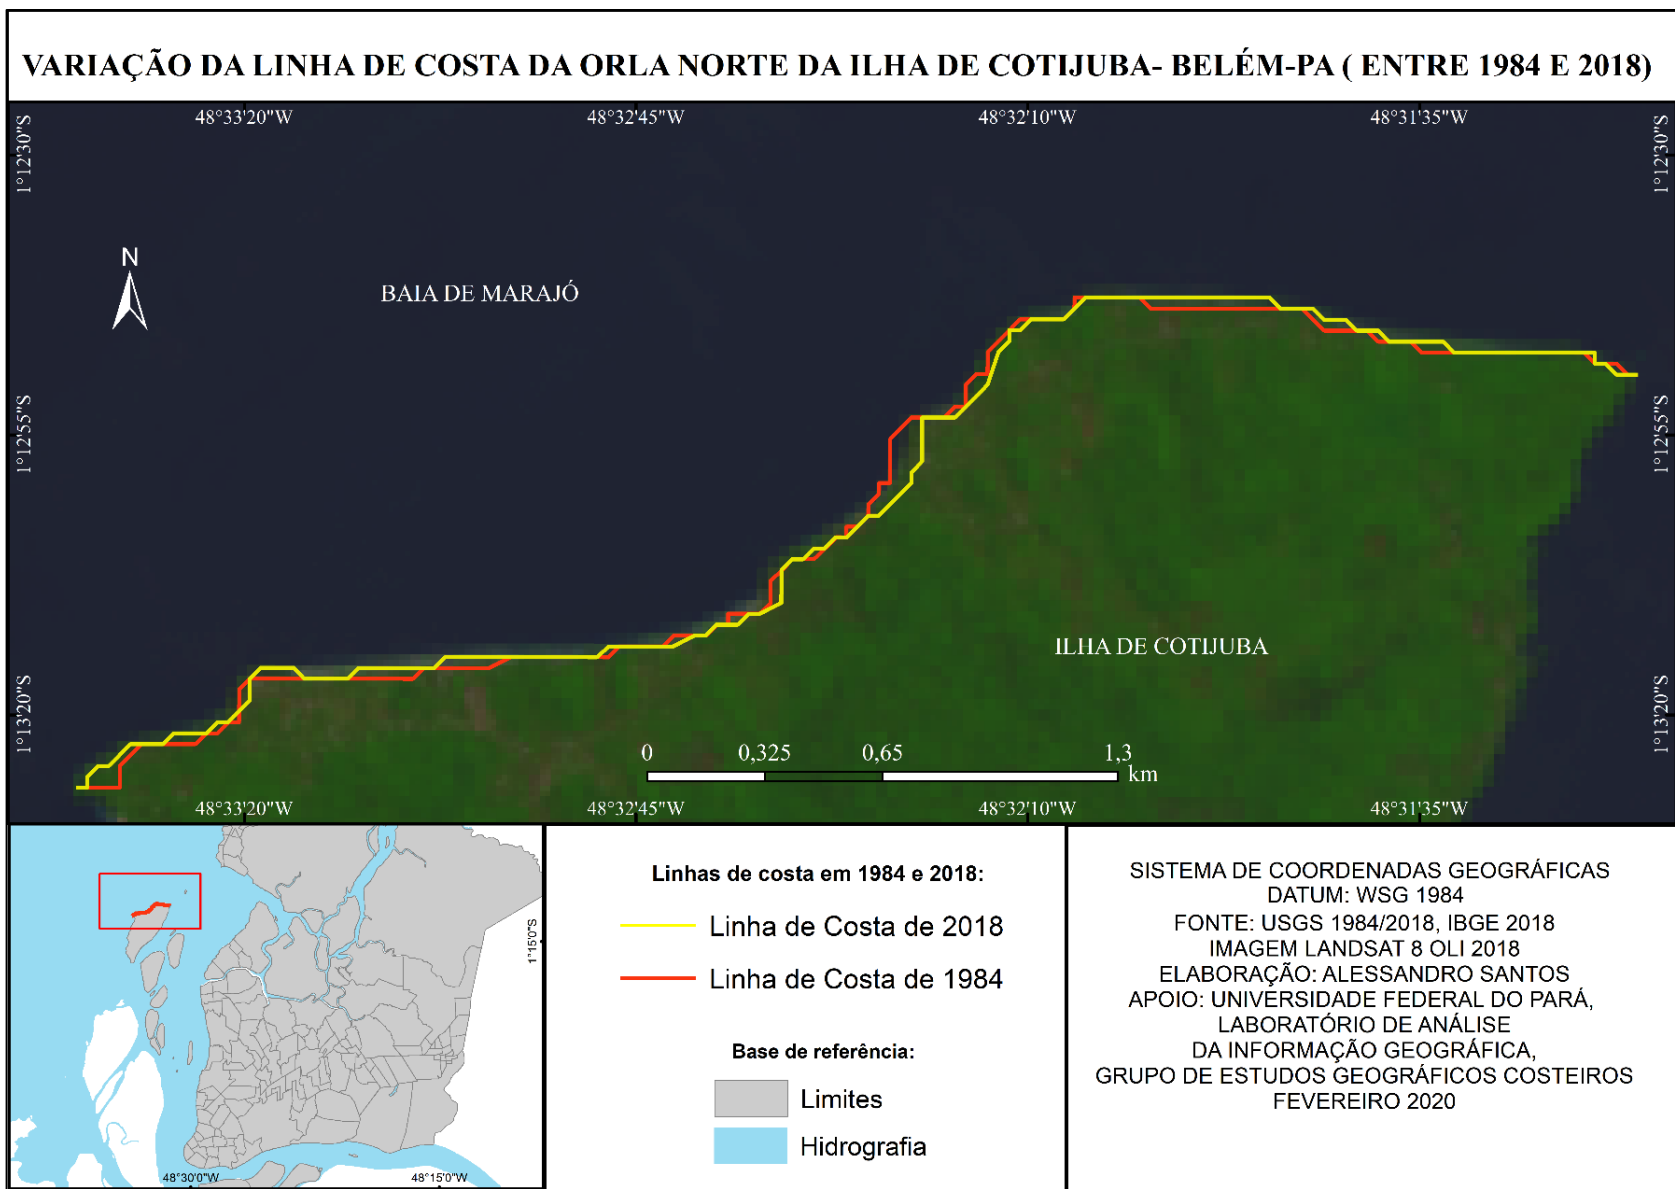 VARIAÇÃO DA LINHA DE COSTA DA ORLA NORTE DA ILHA DE COTIJUBA- BELÉM-PA ( ENTRE 1984 E 2018)
48°33'20"W 48°32'45"W 48°32'10"W 48°31'35"W
1°12'30"S 1°12'30"S
N
BAIA DE MARAJÓ
1°12'55"S 1°12'55"S
ILHA DE COTIJUBA
1°13'20"S 1°13'20"S
0 0,325 0,65 1,3
km
48°33'20"W 48°32'45"W 48°32'10"W 48°31'35"W
1°15'0"S
48°30'0"W 48°15'0"W
Linhas de costa em 1984 e 2018:
Linha de Costa de 2018
Linha de Costa de 1984
Base de referência:
Limites
Hidrografia
SISTEMA DE COORDENADAS GEOGRÁFICAS
DATUM: WSG 1984
FONTE: USGS 1984/2018, IBGE 2018
IMAGEM LANDSAT 8 OLI 2018
ELABORAÇÃO: ALESSANDRO SANTOS
APOIO: UNIVERSIDADE FEDERAL DO PARÁ,
LABORATÓRIO DE ANÁLISE
DA INFORMAÇÃO GEOGRÁFICA,
GRUPO DE ESTUDOS GEOGRÁFICOS COSTEIROS
FEVEREIRO 2020